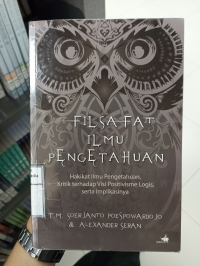 FILSAFAT
ILMU
PENGETAHUAN
Hakikat Ilmu Pengetahuan,
Kritik terhadap Visi Positivisme Logis,
serta Implikasinya
T.M. SOERJANTO POESPOWARDOJO
& ALEXANDER SERAN